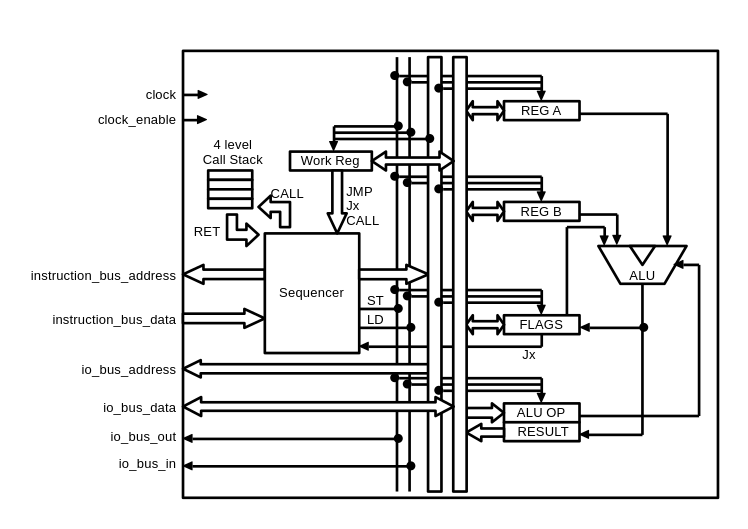 clock
clock_enable
4 level
Call Stack
CALL
RET
Work Reg
JMP
Jx
CALL
REG A
REG B
ALU
instruction_bus_address
Sequencer
ST
LD
instruction_bus_data
FLAGS
Jx
io_bus_address
io_bus_data
ALU OP
RESULT
io_bus_out
io_bus_in